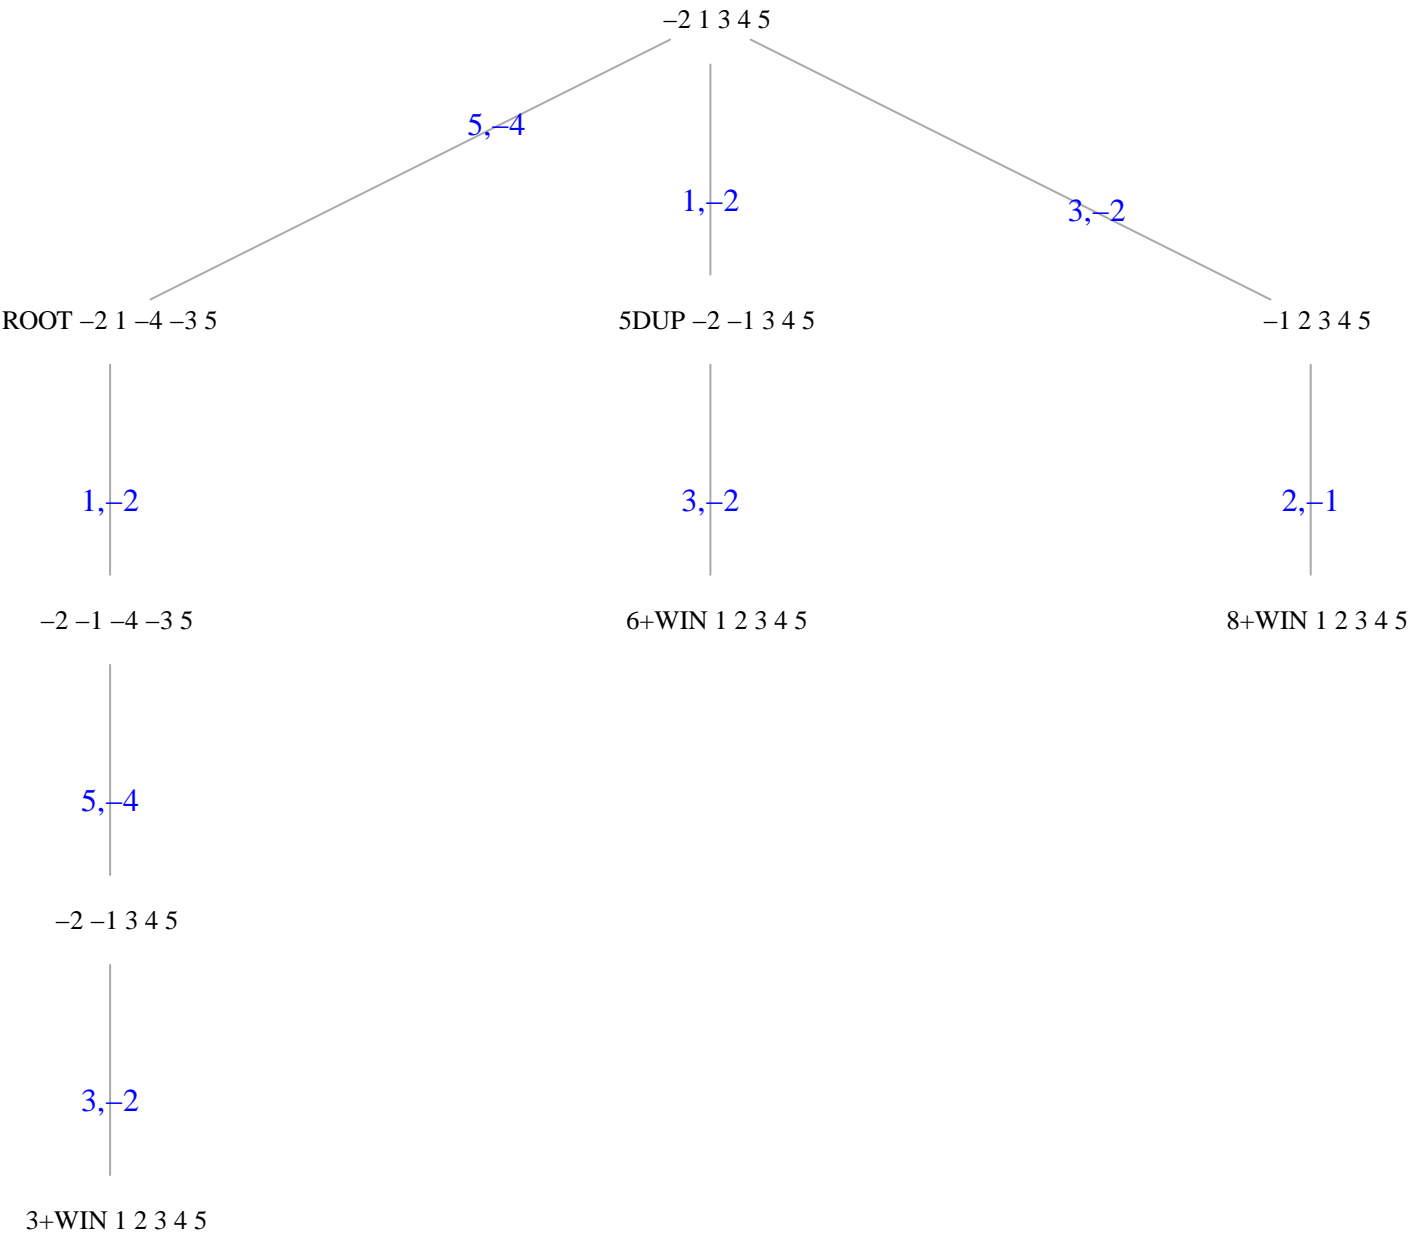 –2 1 3 4 5
5,–4
1,–2
3,–2
ROOT –2 1 –4 –3 5
5DUP –2 –1 3 4 5
–1 2 3 4 5
1,–2
3,–2
2,–1
–2 –1 –4 –3 5
6+WIN 1 2 3 4 5
8+WIN 1 2 3 4 5
5,–4
–2 –1 3 4 5
3,–2
3+WIN 1 2 3 4 5